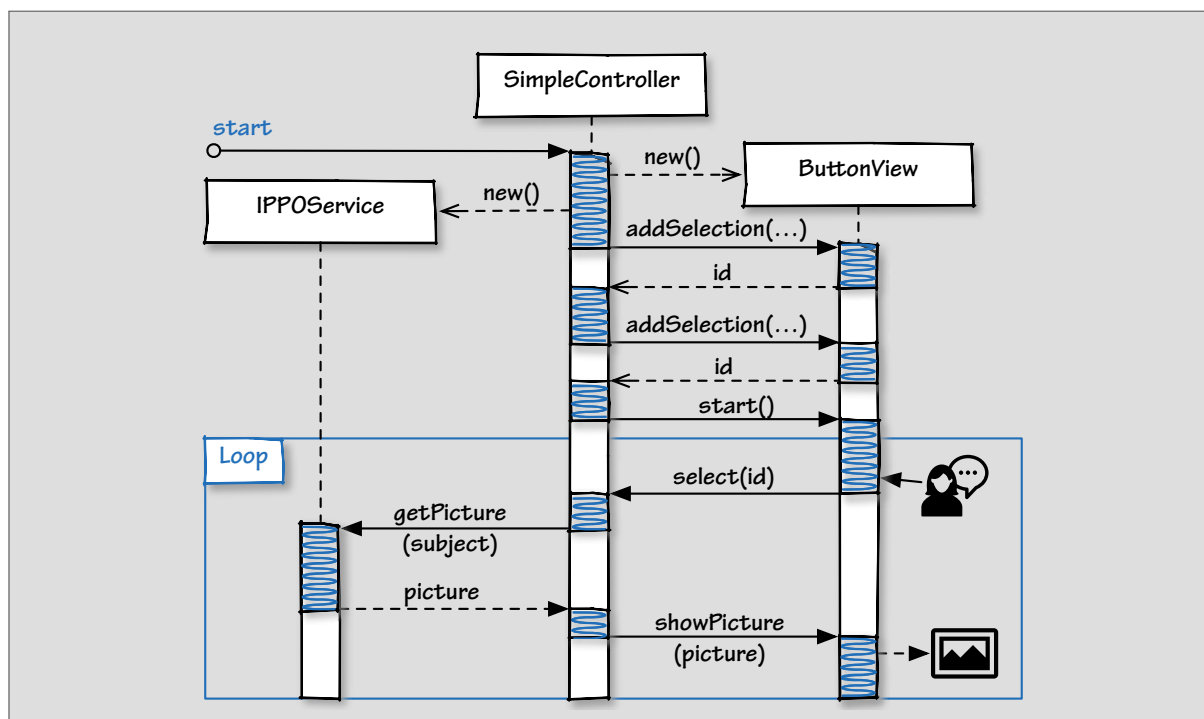 SimpleController
start
new()
ButtonView
IPPOService
new()
addSelection(...)
id
addSelection(...)
id
start()
Loop
select(id)
getPicture
(subject)
picture
showPicture
(picture)